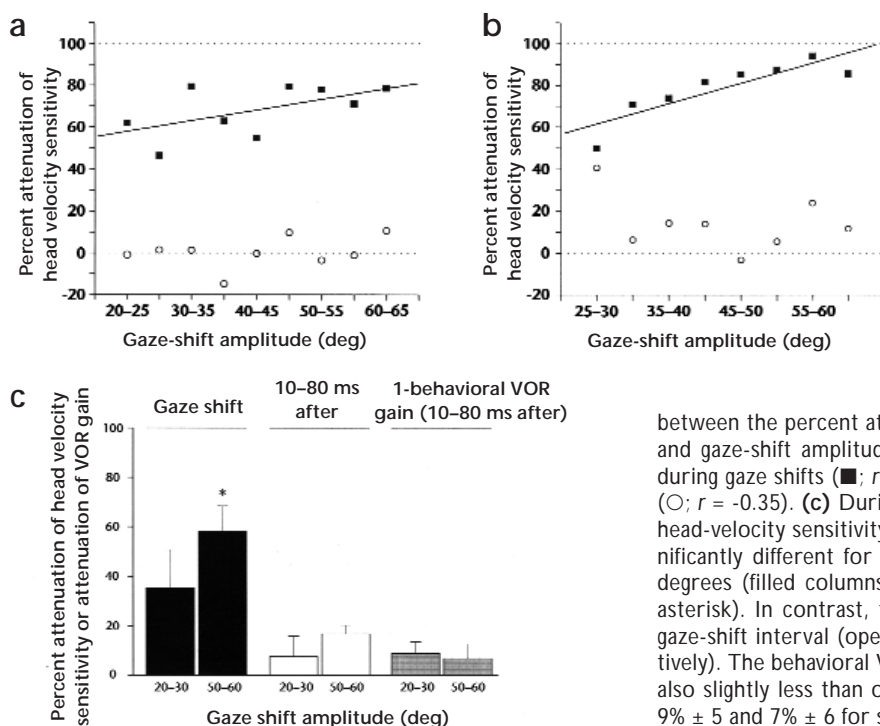 a
Percent attenuation of
head velocity sensitivity
100
80
60
40
20
0
-20
20–25 30–35 40–45 50–55 60–65
Gaze-shift amplitude (deg)
b
Percent attenuation of
head velocity sensitivity
100
80
60
40
20
0
-20
25–30 35–40 45–50 55–60
Gaze-shift amplitude (deg)
c
Percent attenuation of head velocity
sensitivity or attenuation of VOR gain
Gaze shift
10–80 ms
after
1-behavioral VOR
gain (10–80 ms after)
100
80
60
40
20
0
*
20–30 50–60 20–30 50–60 20–30 50–60
Gaze shift amplitude (deg)
between the percent at
and gaze-shift amplitud
during gaze shifts (■; r
(○; r = -0.35). (c) Duri
head-velocity sensitivity
nificantly different for
degrees (filled columns
asterisk). In contrast, t
gaze-shift interval (ope
tively). The behavioral V
also slightly less than o
9% ± 5 and 7% ± 6 for s